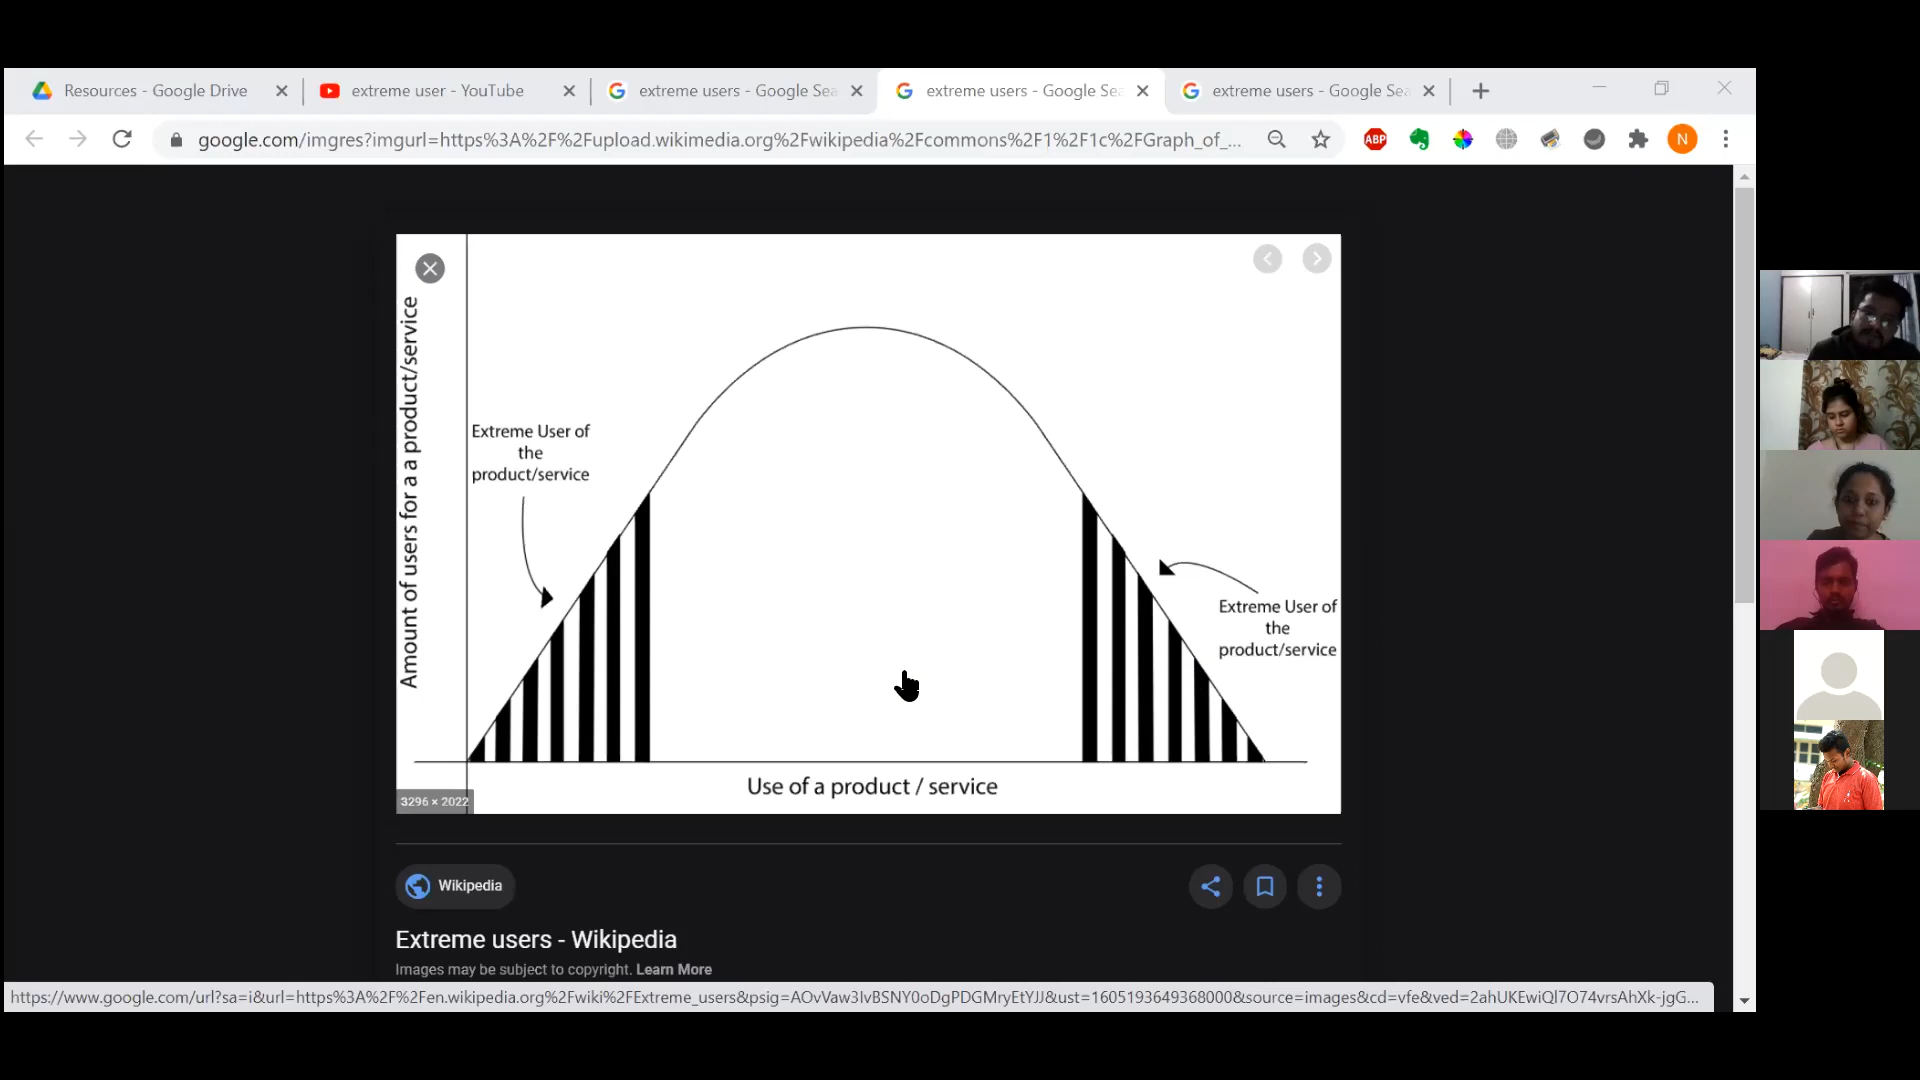 Resources - Google Drive
extreme user - YouTube
extreme users - Google Sea
extreme users - Google Sea
extreme users - Google Sea
google.com/imgres?imgurl=https%3A%2F%2Fupload.wikimedia.org%2Fwikipedia%2Fcommons%2F1%2F1c%2FGraph_of_...
ABP
N
Amount of users for a a product/service
Extreme User of
the
product/service
Extreme User of
the
product/service
Use of a product / service
3296 × 2022
Wikipedia
Extreme users - Wikipedia
Images may be subject to copyright. Learn More
https://www.google.com/url?sa=i&url=https%3A%2F%2Fen.wikipedia.org%2Fwiki%2FExtreme_users&psig=AOvVaw3IvBSNY0oDgPDGMryEtYJJ&ust=1605193649368000&source=images&cd=vfe&ved=2ahUKEwiQl7O74vrsAhXk-jgG...